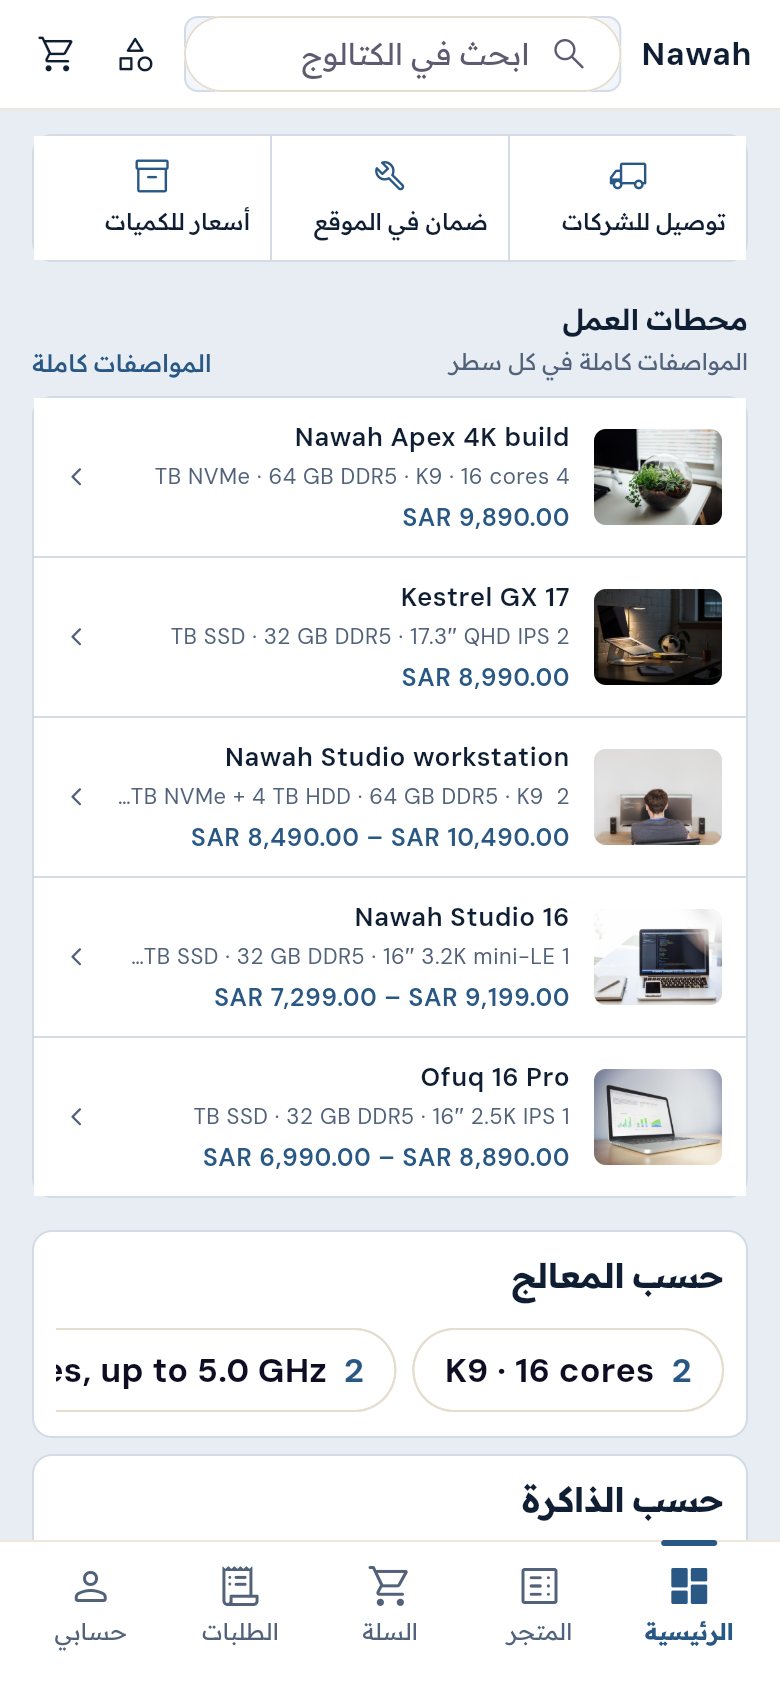 Nawah
ابحث في الكتالوج
توصيل للشركات
ضمان في الموقع
أسعار للكميات
محطات العمل
المواصفات كاملة في كل سطر
المواصفات كاملة
Nawah Apex 4K build
TB NVMe · 64 GB DDR5 · K9 · 16 cores 4
SAR 9,890.00
Kestrel GX 17
TB SSD · 32 GB DDR5 · 17.3″ QHD IPS 2
SAR 8,990.00
Nawah Studio workstation
...TB NVMe + 4 TB HDD · 64 GB DDR5 · K9 2
SAR 8,490.00 – SAR 10,490.00
Nawah Studio 16
...TB SSD · 32 GB DDR5 · 16″ 3.2K mini-LE 1
SAR 7,299.00 – SAR 9,199.00
Ofuq 16 Pro
TB SSD · 32 GB DDR5 · 16″ 2.5K IPS 1
SAR 6,990.00 – SAR 8,890.00
حسب المعالج
K9 · 16 cores 2
es, up to 5.0 GHz 2
حسب الذاكرة
الرئيسية
المتجر
السلة
الطلبات
حسابي